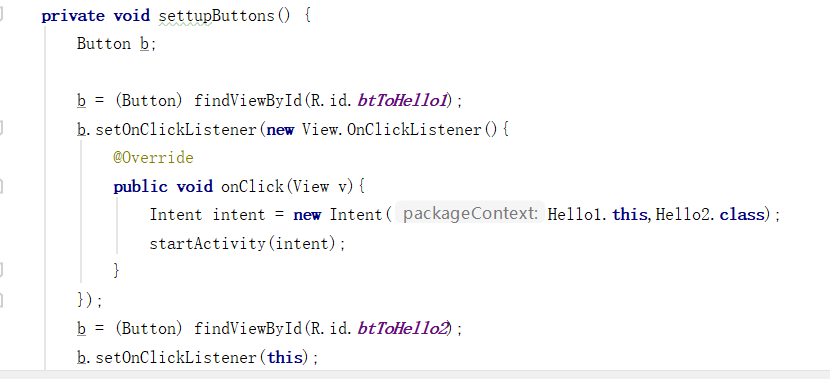 private void settupButtons() {
Button b;
b = (Button) findViewById(R.id.btToHello1);
b.setOnClickListener(new View.OnClickListener(){
@Override
public void onClick(View v){
Intent intent = new Intent( packageContext: Hello1.this,Hello2.class);
startActivity(intent);
}
});
b = (Button) findViewById(R.id.btToHello2);
b.setOnClickListener(this);